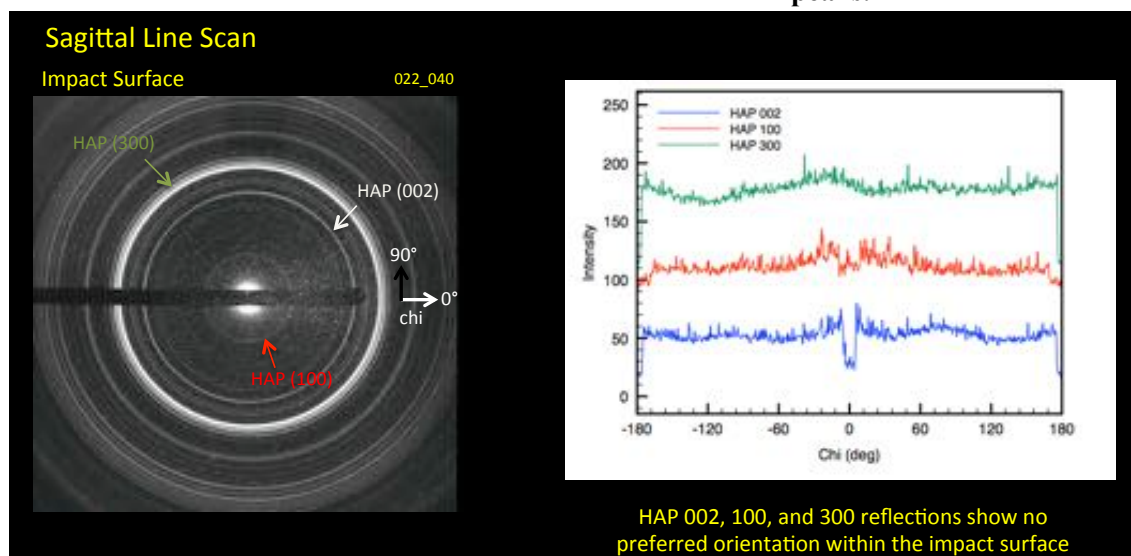 peaks.
Sagittal Line Scan
Impact Surface
022_040
HAP (300)
HAP (002)
90°
0°
chi
HAP (100)
250
200
150
100
50
0
Intensity
HAP 002
HAP 100
HAP 300
-180
-120
-60
0
60
120
180
Chi (deg)
HAP 002, 100, and 300 reflections show no
preferred orientation within the impact surface